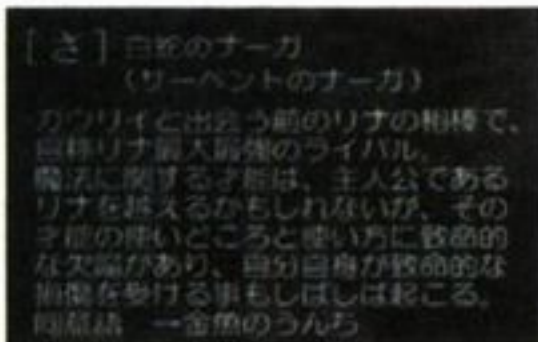 [さ] 白蛇のナーガ
(サーペントのナーガ)
ガウリイと出会う前のリナの相棒で、
自称リナ最大最強のライバル。
魔法に関する才能は、主人公である
リナを越えるかもしれないが、その
才能の使いどころと使い方に致命的
な欠陥があり、自分自身が致命的な
損傷を受ける事もしばしば起こる。
同義語 →金魚のうんち